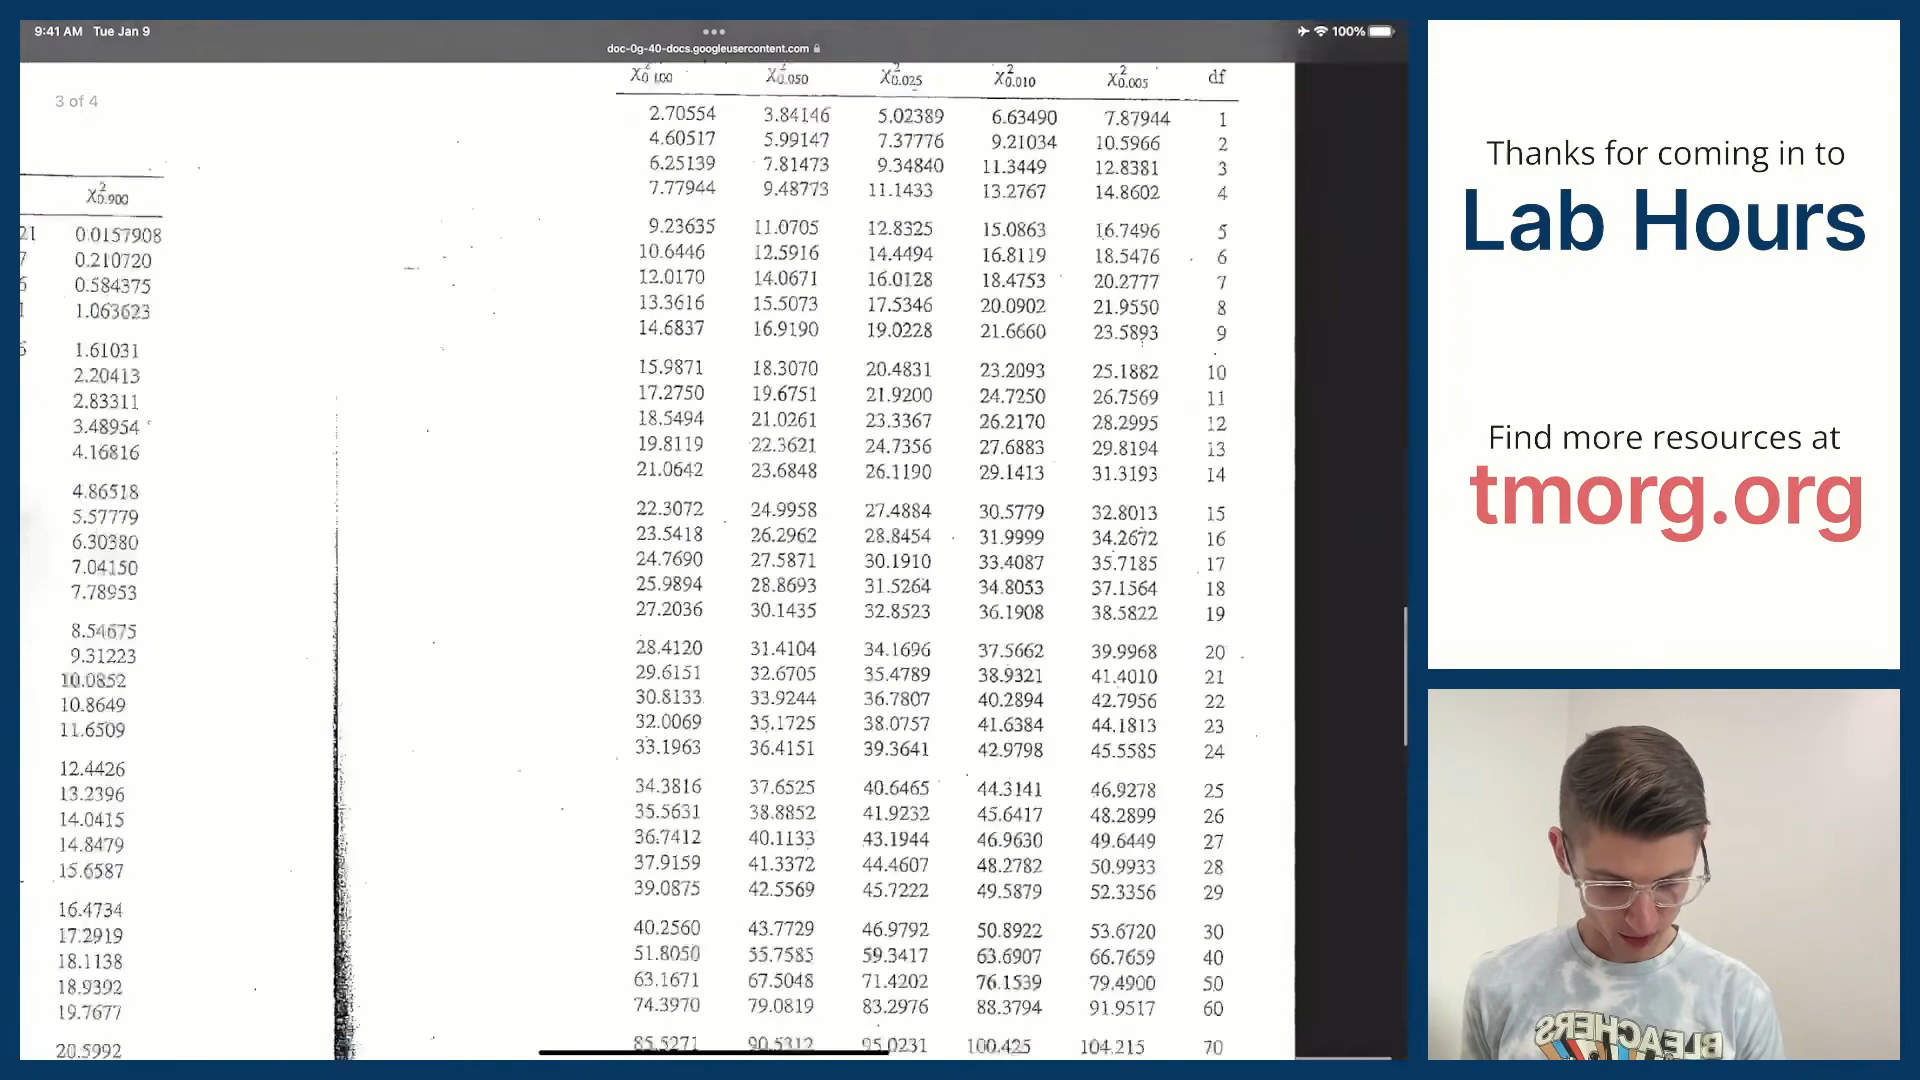 9:41 AM Tue Jan 9
100%
doc-0g-40-docs.googleusercontent.com
3 of 4
χ²0.900
21 0.0157908
7 0.210720
6 0.584375
1 1.063623
6 1.61031
2.20413
2.83311
3.48954
4.16816
4.86518
5.57779
6.30380
7.04150
7.78953
8.54675
9.31223
10.0852
10.8649
11.6509
12.4426
13.2396
14.0415
14.8479
15.6587
16.4734
17.2919
18.1138
18.9392
19.7677
20.5992
χ²0.100 χ²0.050 χ²0.025 χ²0.010 χ²0.005 df
2.70554 3.84146 5.02389 6.63490 7.87944 1
4.60517 5.99147 7.37776 9.21034 10.5966 2
6.25139 7.81473 9.34840 11.3449 12.8381 3
7.77944 9.48773 11.1433 13.2767 14.8602 4
9.23635 11.0705 12.8325 15.0863 16.7496 5
10.6446 12.5916 14.4494 16.8119 18.5476 6
12.0170 14.0671 16.0128 18.4753 20.2777 7
13.3616 15.5073 17.5346 20.0902 21.9550 8
14.6837 16.9190 19.0228 21.6660 23.5893 9
15.9871 18.3070 20.4831 23.2093 25.1882 10
17.2750 19.6751 21.9200 24.7250 26.7569 11
18.5494 21.0261 23.3367 26.2170 28.2995 12
19.8119 22.3621 24.7356 27.6883 29.8194 13
21.0642 23.6848 26.1190 29.1413 31.3193 14
22.3072 24.9958 27.4884 30.5779 32.8013 15
23.5418 26.2962 28.8454 31.9999 34.2672 16
24.7690 27.5871 30.1910 33.4087 35.7185 17
25.9894 28.8693 31.5264 34.8053 37.1564 18
27.2036 30.1435 32.8523 36.1908 38.5822 19
28.4120 31.4104 34.1696 37.5662 39.9968 20
29.6151 32.6705 35.4789 38.9321 41.4010 21
30.8133 33.9244 36.7807 40.2894 42.7956 22
32.0069 35.1725 38.0757 41.6384 44.1813 23
33.1963 36.4151 39.3641 42.9798 45.5585 24
34.3816 37.6525 40.6465 44.3141 46.9278 25
35.5631 38.8852 41.9232 45.6417 48.2899 26
36.7412 40.1133 43.1944 46.9630 49.6449 27
37.9159 41.3372 44.4607 48.2782 50.9933 28
39.0875 42.5569 45.7222 49.5879 52.3356 29
40.2560 43.7729 46.9792 50.8922 53.6720 30
51.8050 55.7585 59.3417 63.6907 66.7659 40
63.1671 67.5048 71.4202 76.1539 79.4900 50
74.3970 79.0819 83.2976 88.3794 91.9517 60
85.5271 90.5312 95.0231 100.425 104.215 70
Thanks for coming in to
Lab Hours
Find more resources at
tmorg.org
BLEACHERS